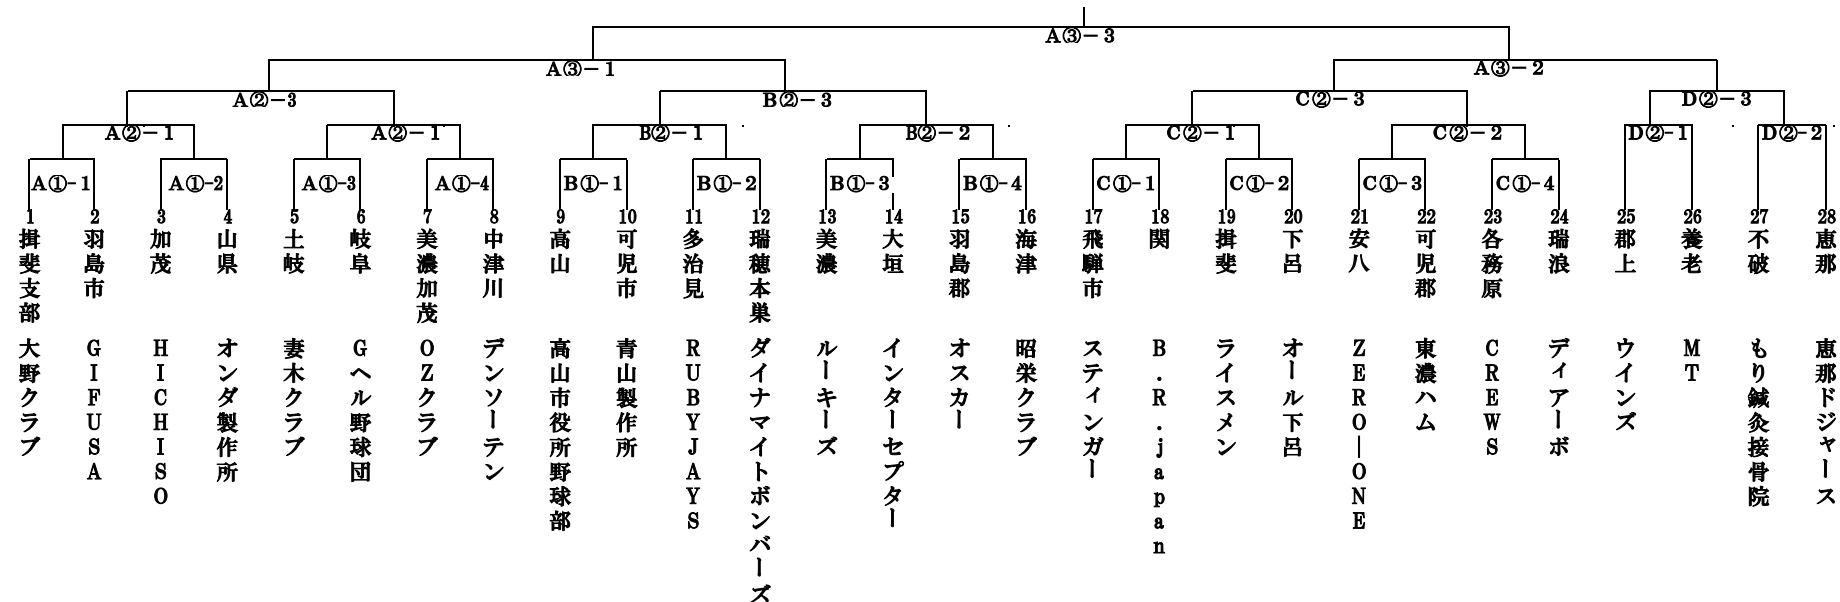 A③－3
A③－1
A③－2
A②－3
B②－3
C②－3
D②－3
A②－1
A②－1
B②－1
B②－2
C②－1
C②－2
D②-1
D②-2
A①-1
A①-2
A①-3
A①-4
B①-1
B①-2
B①-3
B①-4
C①-1
C①-2
C①-3
C①-4
1 揖斐支部 大野クラブ
2 羽島市 GIFUSA
3 加茂 HICHISO
4 山県 オンダ製作所
5 土岐 妻木クラブ
6 岐阜 Gヘル野球団
7 美濃加茂 OZクラブ
8 中津川 デンソーテン
9 高山 高山市役所野球部
10 可児市 青山製作所
11 多治見 RUBYJAYS
12 瑞穂本巣 ダイナマイトボンバーズ
13 美濃 ルーキーズ
14 大垣 インターセプター
15 羽島郡 オスカー
16 海津 昭栄クラブ
17 飛騨市 スティンガー
18 関 B.R.japan
19 揖斐 ライスメン
20 下呂 オール下呂
21 安八 ZERO―ONE
22 可児郡 東濃ハム
23 各務原 CREWS
24 瑞浪 ディアーボ
25 郡上 ウインズ
26 養老 MT
27 不破 もり鍼灸接骨院
28 恵那 恵那ドジャース